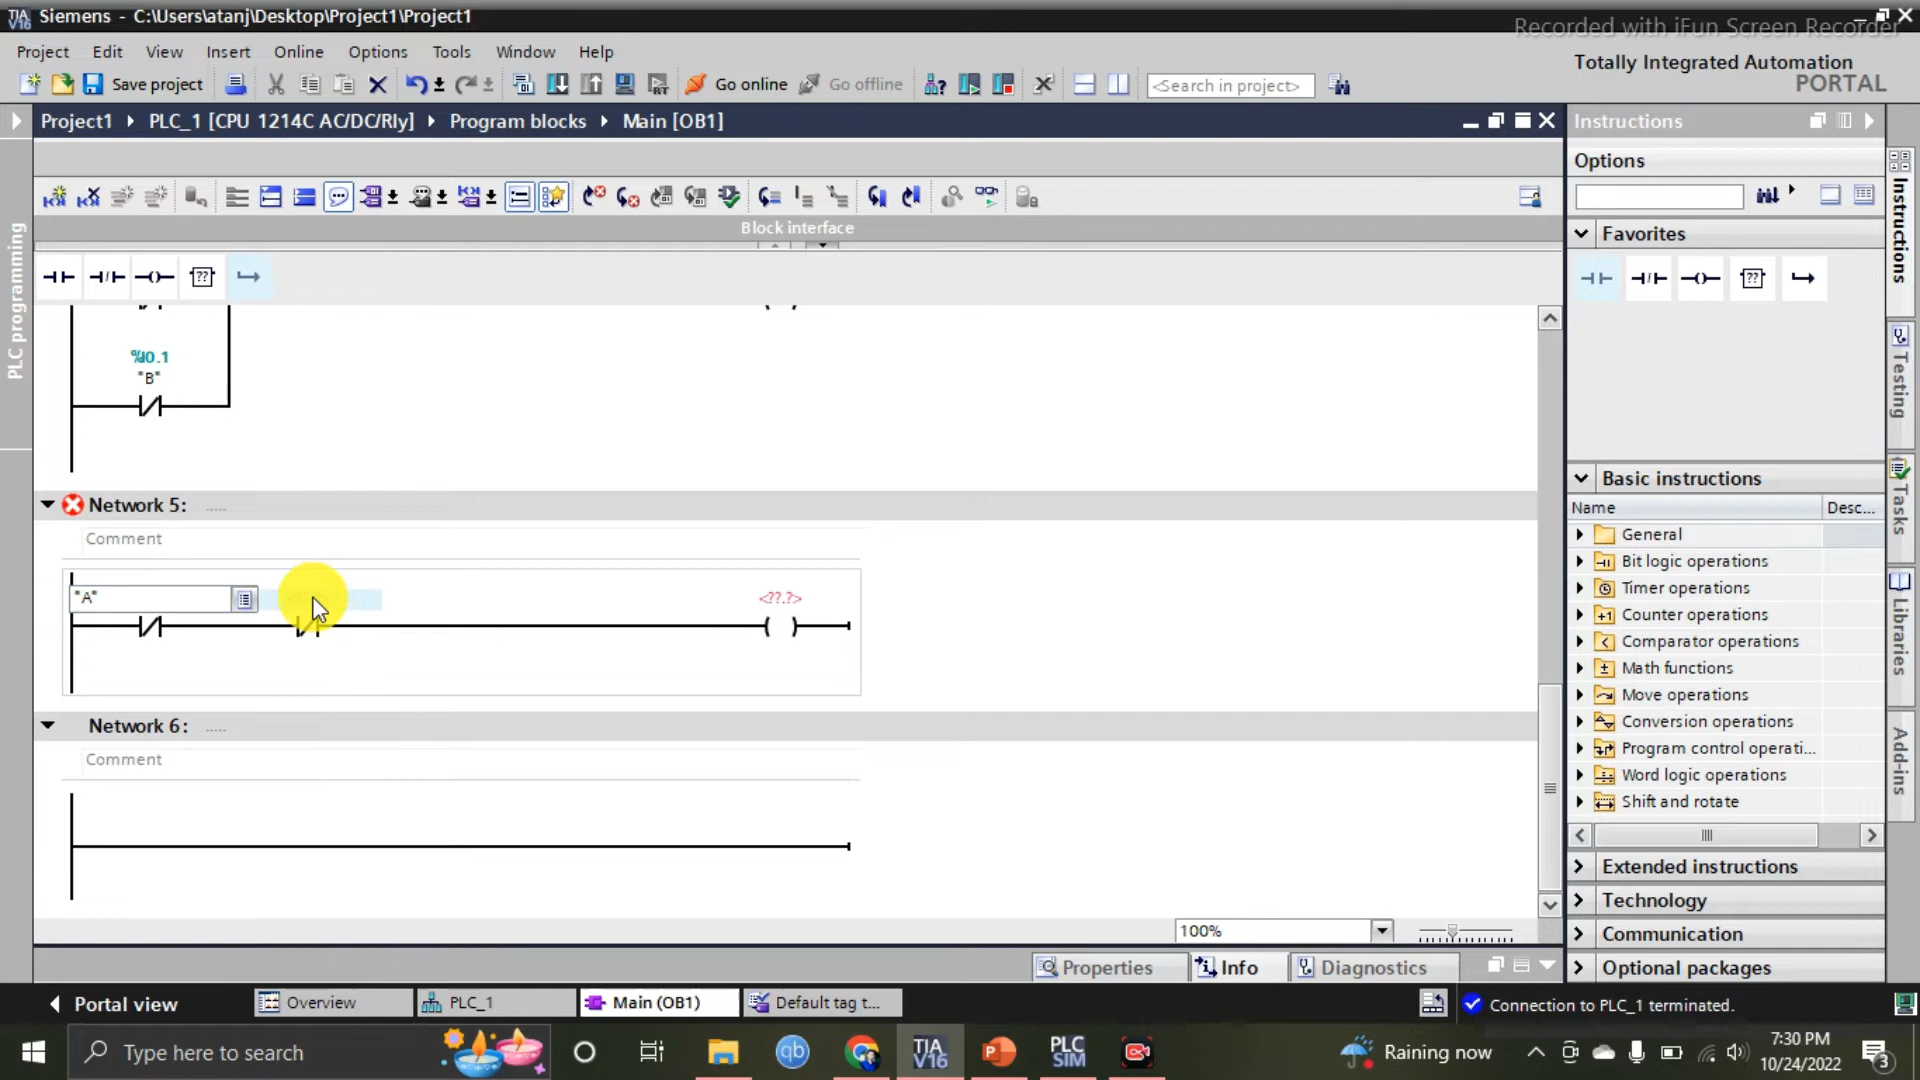 Siemens - C:\Users\atanj\Desktop\Project1\Project1
Recorded with iFun Screen Recorder
Project Edit View Insert Online Options Tools Window Help
Totally Integrated Automation
PORTAL
Save project
Go online
Go offline
<Search in project>
Project1 PLC_1 [CPU 1214C AC/DC/Rly] Program blocks Main [OB1]
Instructions
Options
Block interface
Favorites
??
??
PLC programming
Instructions
Testing
Tasks
Libraries
Add-ins
%I0.1
"B"
Network 5: .....
Comment
"A"
<??.?>
Network 6: .....
Comment
100%
Basic instructions
Name Desc...
General
Bit logic operations
Timer operations
Counter operations
Comparator operations
Math functions
Move operations
Conversion operations
Program control operati...
Word logic operations
Shift and rotate
Extended instructions
Technology
Communication
Optional packages
Properties Info Diagnostics
Portal view Overview PLC_1 Main (OB1) Default tag t...
Connection to PLC_1 terminated.
Type here to search
qb
TIA V16
PLC SIM
Raining now
7:30 PM
10/24/2022
3